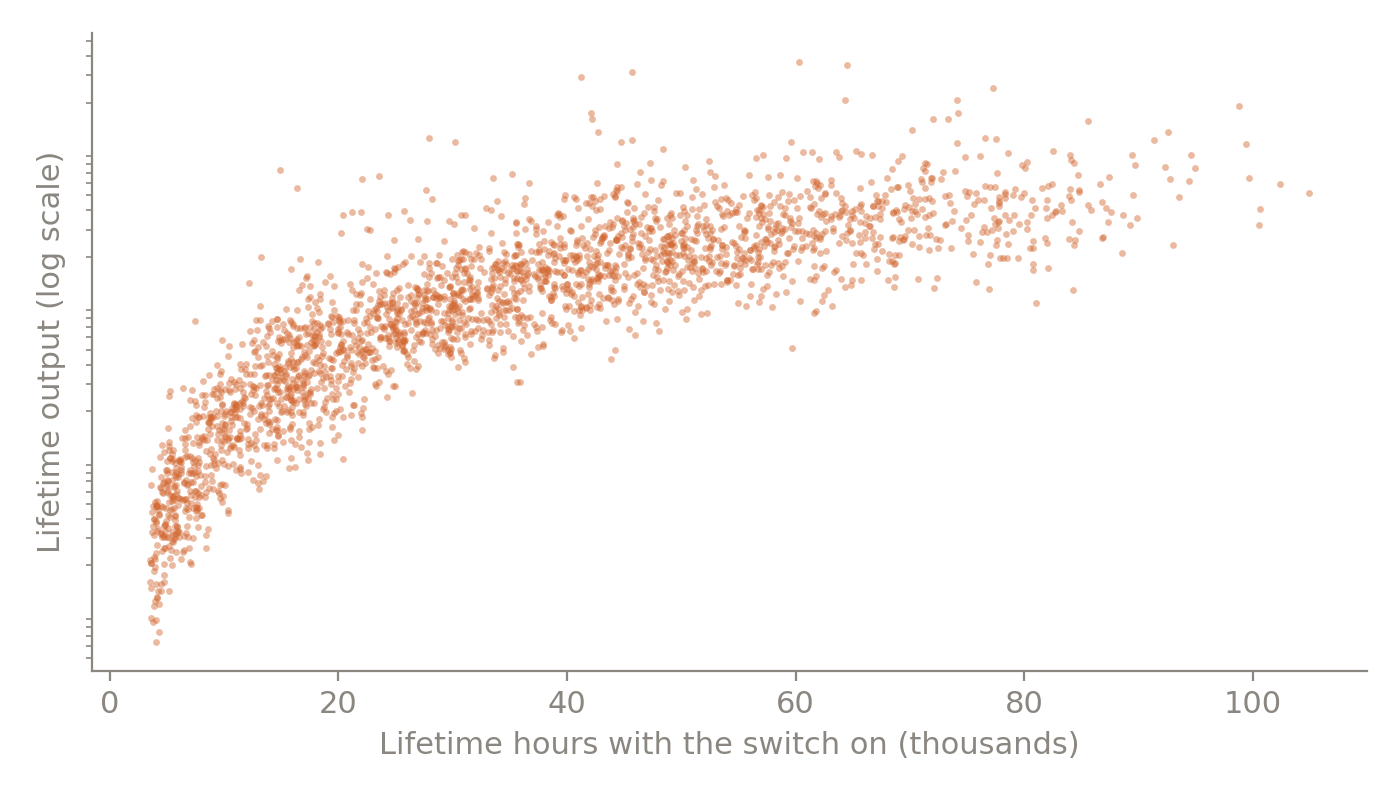 Lifetime output (log scale)
0 20 40 60 80 100
Lifetime hours with the switch on (thousands)